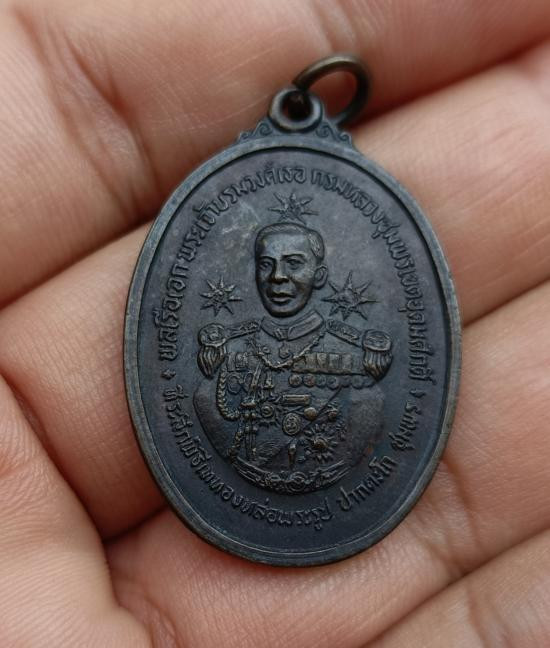 พลเรือเอก พระเจ้าบรมวงศ์เธอ กรมหลวงชุมพรเขตอุดมศักดิ์
ที่ระลึกพิธีเททองหล่อพระรูป ปากตะโก ชุมพร